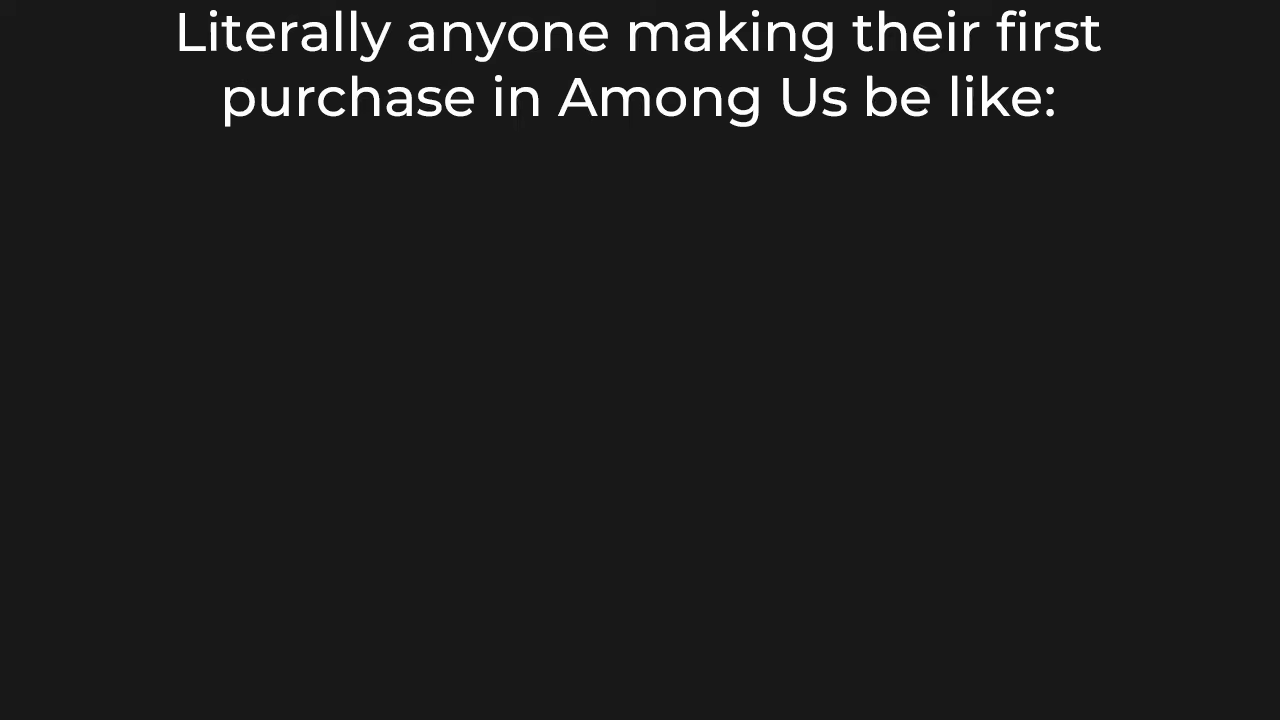 Literally anyone making their first
purchase in Among Us be like: